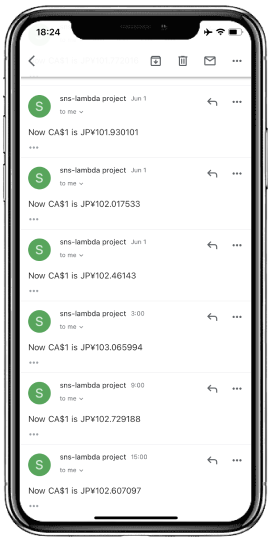 18:24
S
sns-lambda project Jun 1
to me
Now CA$1 is JP¥101.930101
S
sns-lambda project Jun 1
to me
Now CA$1 is JP¥102.017533
S
sns-lambda project Jun 1
to me
Now CA$1 is JP¥102.46143
S
sns-lambda project 3:00
to me
Now CA$1 is JP¥103.065994
S
sns-lambda project 9:00
to me
Now CA$1 is JP¥102.729188
S
sns-lambda project 15:00
to me
Now CA$1 is JP¥102.607097